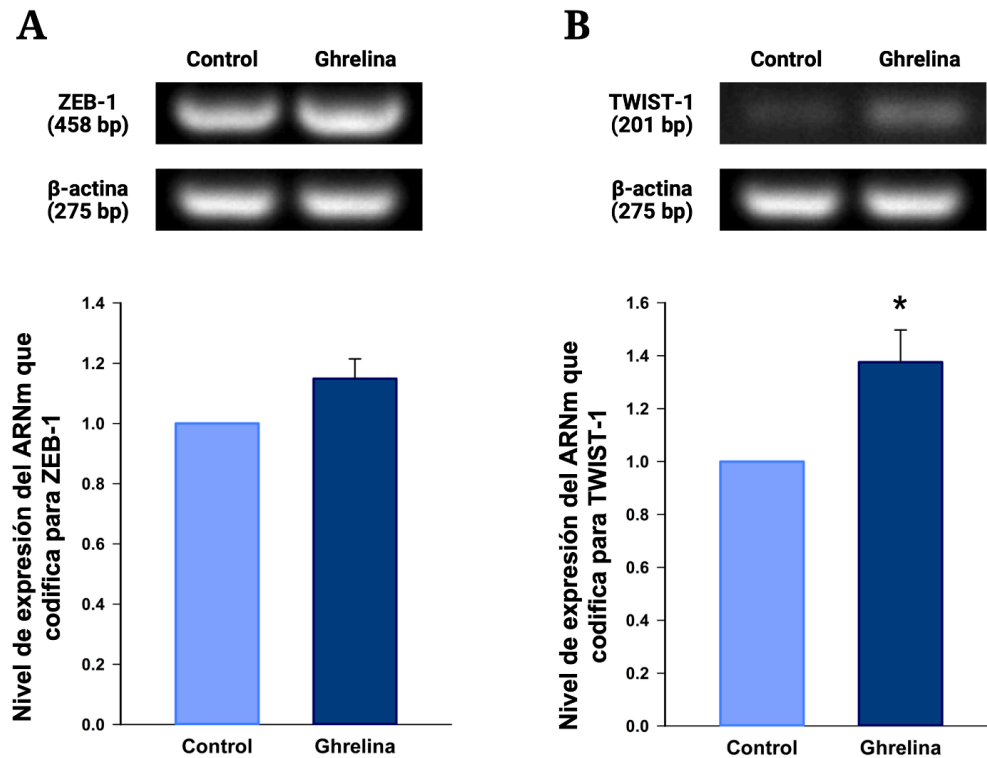 A
Control Ghrelina
ZEB-1
(458 bp)
β-actina
(275 bp)
Nivel de expresión del ARNm que
codifica para ZEB-1
1.4
1.2
1.0
0.8
0.6
0.4
0.2
0.0
Control Ghrelina
B
Control Ghrelina
TWIST-1
(201 bp)
β-actina
(275 bp)
Nivel de expresión del ARNm que
codifica para TWIST-1
1.6
1.4
1.2
1.0
0.8
0.6
0.4
0.2
0.0
*
Control Ghrelina